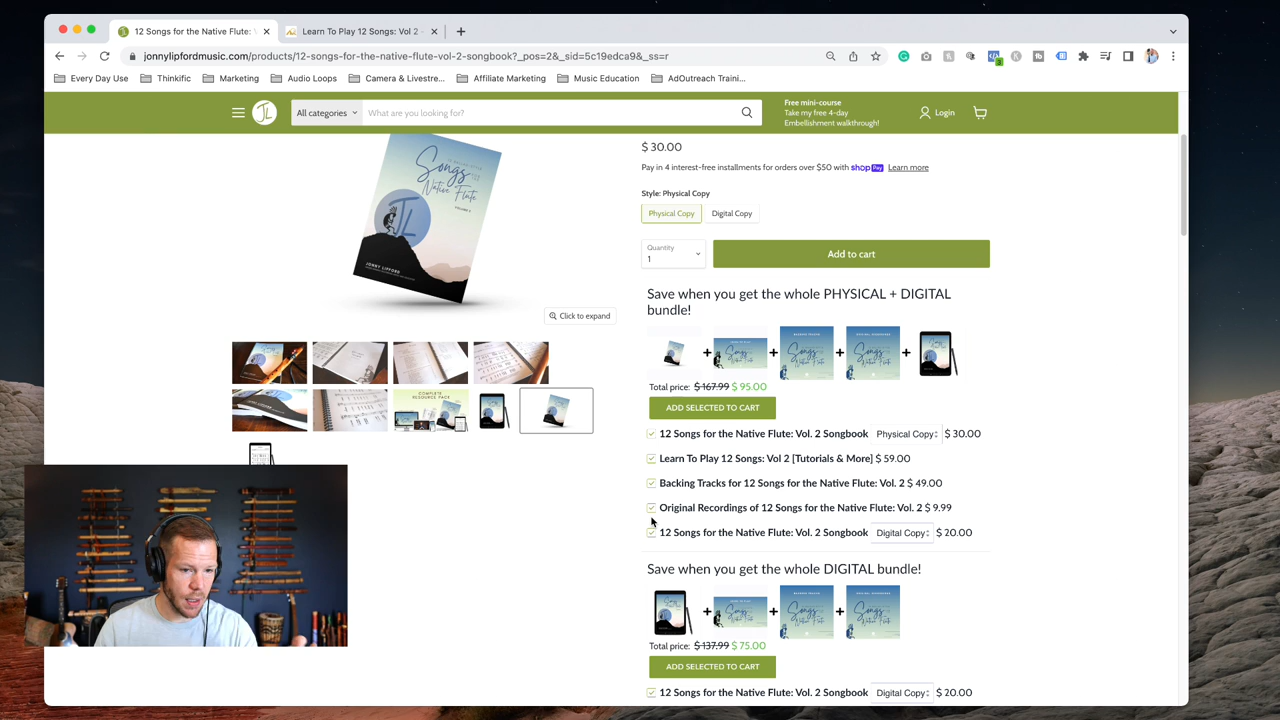 12 Songs for the Native Flute:
Learn To Play 12 Songs: Vol 2 -
jonnylipfordmusic.com/products/12-songs-for-the-native-flute-vol-2-songbook?_pos=2&_sid=5c19edca9&_ss=r
Every Day Use
Thinkific
Marketing
Audio Loops
Camera & Livestre...
Affiliate Marketing
Music Education
AdOutreach Traini...
JL
All categories
What are you looking for?
Free mini-course
Take my free 4-day
Embellishment walkthrough!
Login
Songs
Native Flute
JONNY LIPFORD
Click to expand
$ 30.00
Pay in 4 interest-free installments for orders over $50 with shop Pay Learn more
Style: Physical Copy
Physical Copy
Digital Copy
Quantity
1
Add to cart
Save when you get the whole PHYSICAL + DIGITAL
bundle!
Total price: $ 167.99 $ 95.00
ADD SELECTED TO CART
12 Songs for the Native Flute: Vol. 2 Songbook Physical Copy $ 30.00
Learn To Play 12 Songs: Vol 2 [Tutorials & More] $ 59.00
Backing Tracks for 12 Songs for the Native Flute: Vol. 2 $ 49.00
Original Recordings of 12 Songs for the Native Flute: Vol. 2 $ 9.99
12 Songs for the Native Flute: Vol. 2 Songbook Digital Copy $ 20.00
Save when you get the whole DIGITAL bundle!
Total price: $ 137.99 $ 75.00
ADD SELECTED TO CART
12 Songs for the Native Flute: Vol. 2 Songbook Digital Copy $ 20.00